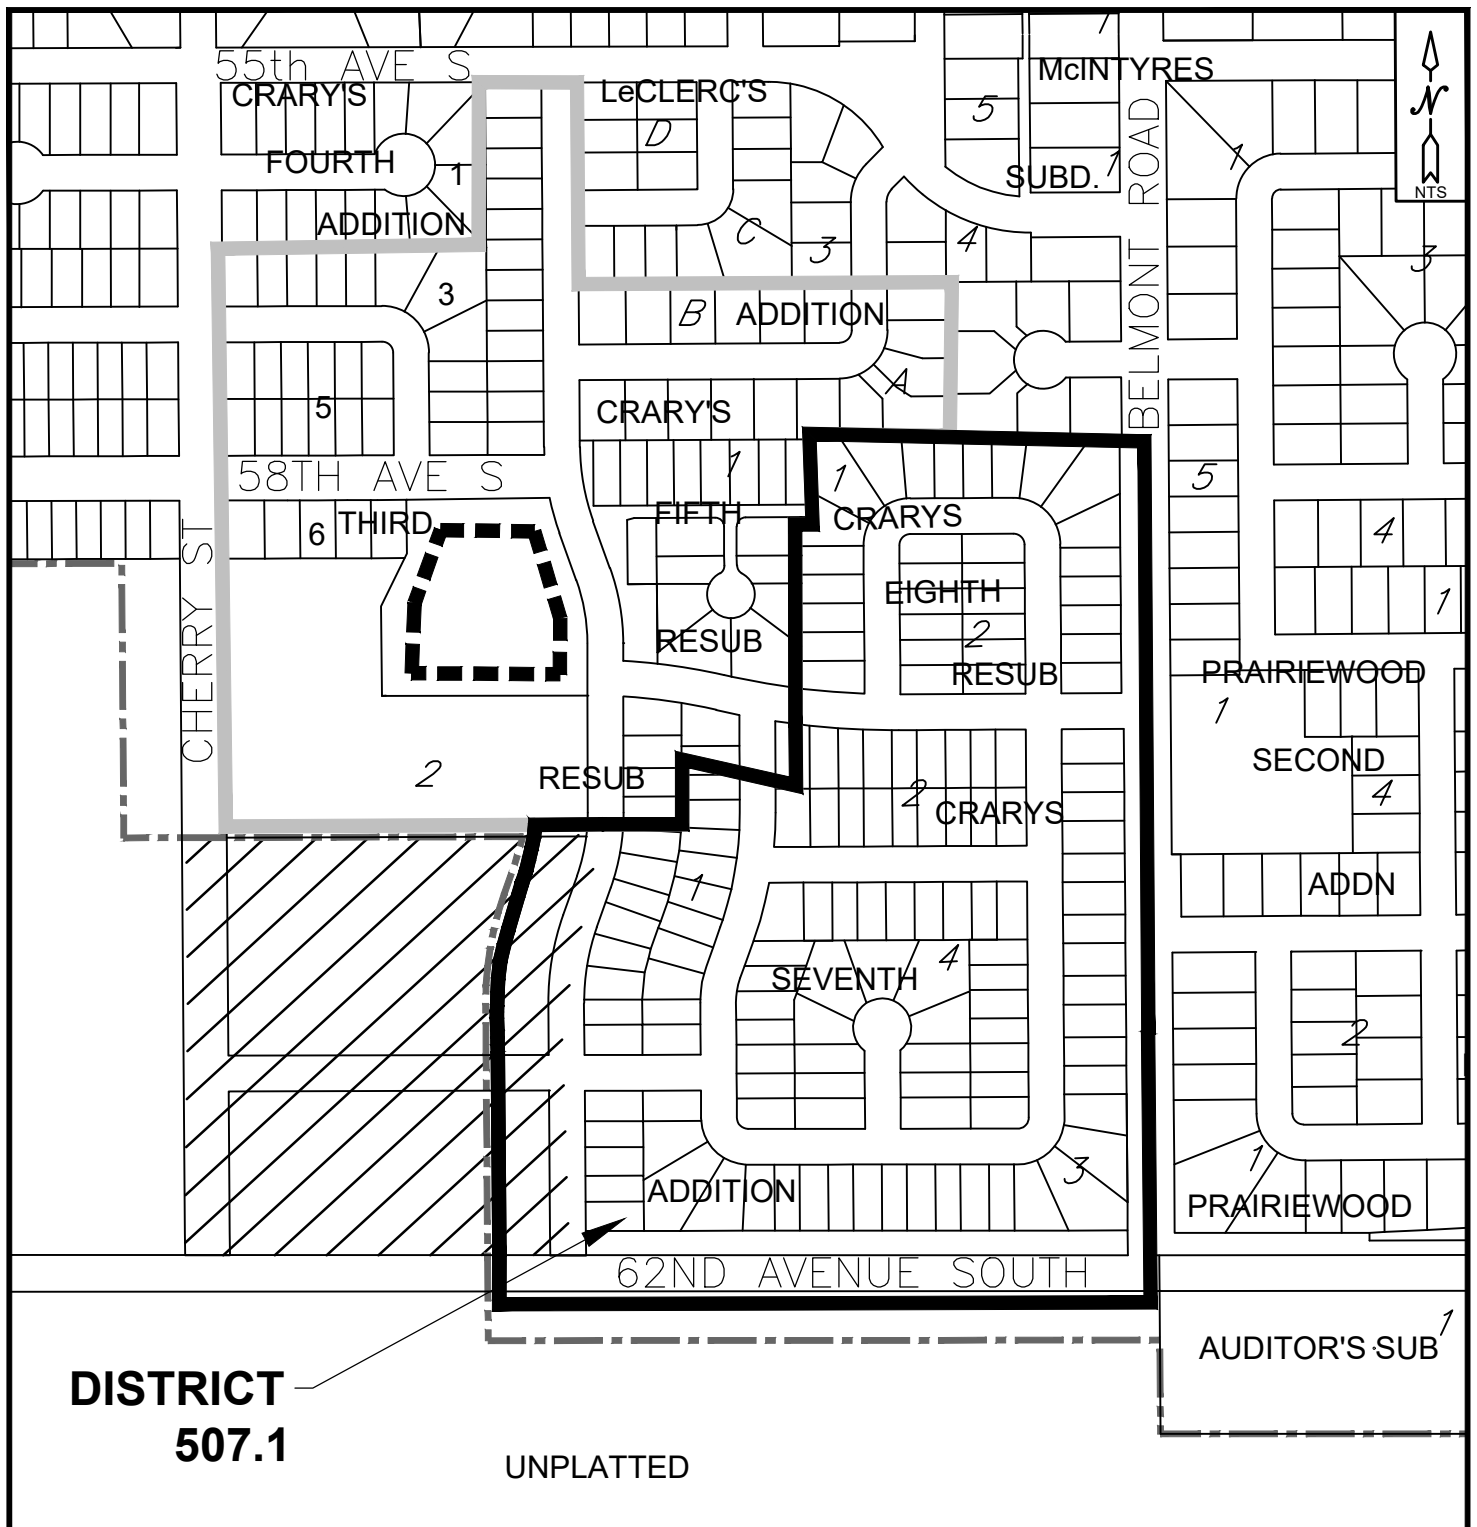 55th AVE S
CRARY'S
LeCLERC'S
McINTYRES
N
NTS
D
5
1
1
FOURTH
1
SUBD.
1
ADDITION
C
3
4
3
BELMONT ROAD
3
B
ADDITION
A
5
CRARY'S
58TH AVE S
1
1
5
6
THIRD
FIFTH
CRARYS
4
CHERRY ST
EIGHTH
1
2
RESUB
RESUB
PRAIRIEWOOD
1
2
RESUB
2
CRARYS
SECOND
4
1
ADDN
SEVENTH
4
2
ADDITION
3
1
PRAIRIEWOOD
62ND AVENUE SOUTH
AUDITOR'S SUB
1
DISTRICT
507.1
UNPLATTED